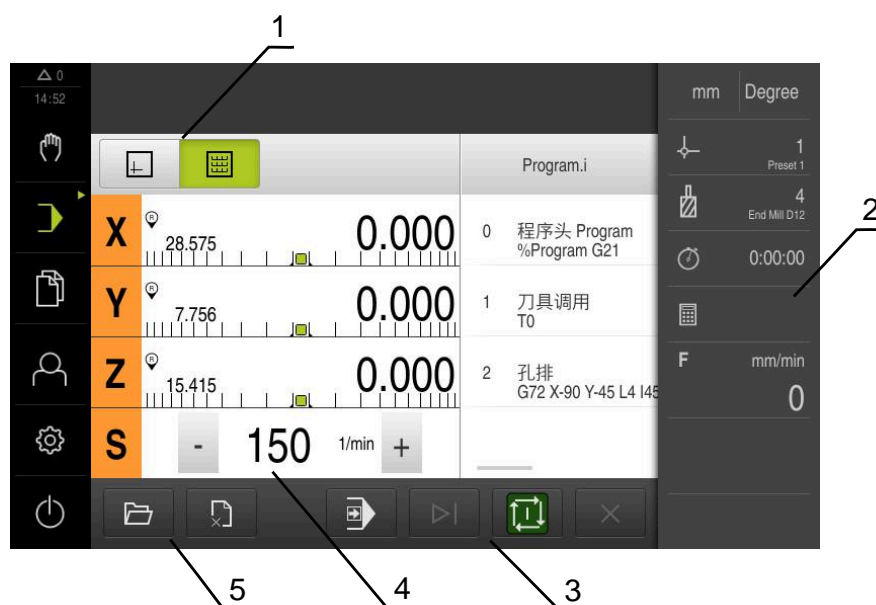 1
△ 0
14:52
mm Degree
Program.i
1
Preset 1
X
R
28.575
0.000
0 程序头 Program
%Program G21
4
End Mill D12
2
0:00:00
Y
R
7.756
0.000
1 刀具调用
T0
Z
R
15.415
0.000
2 孔排
G72 X-90 Y-45 L4 I45
F mm/min
0
S - 150 1/min +
5
4
3